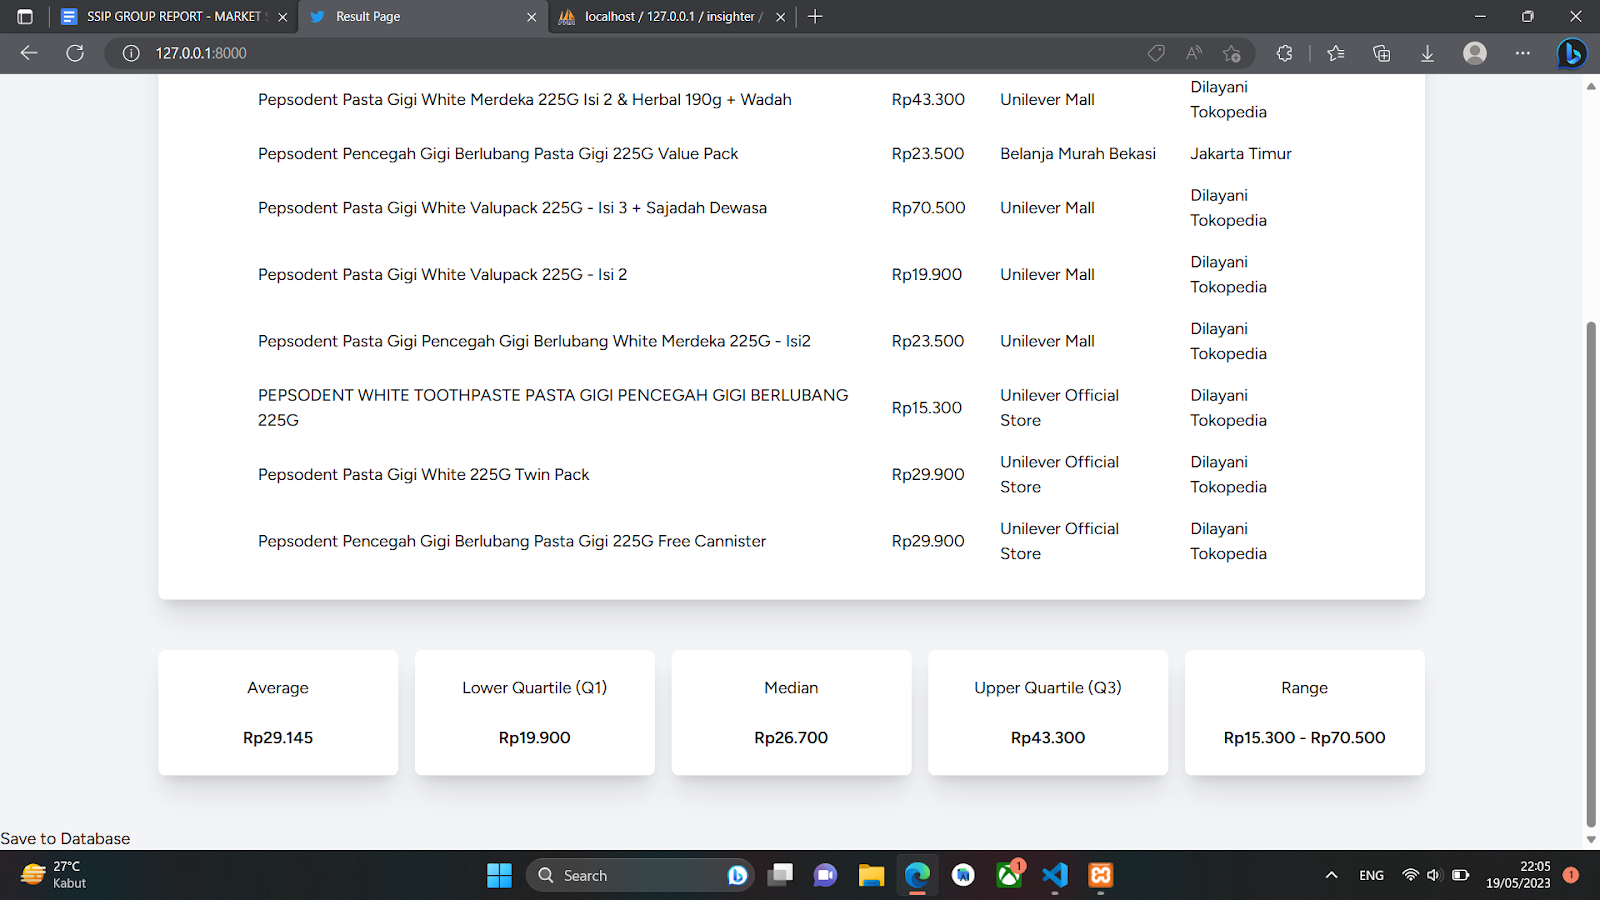 SSIP GROUP REPORT - MARKET
Result Page
localhost / 127.0.0.1 / insighter /
127.0.0.1:8000
Pepsodent Pasta Gigi White Merdeka 225G Isi 2 & Herbal 190g + Wadah Rp43.300 Unilever Mall Dilayani
Tokopedia
Pepsodent Pencegah Gigi Berlubang Pasta Gigi 225G Value Pack Rp23.500 Belanja Murah Bekasi Jakarta Timur
Pepsodent Pasta Gigi White Valupack 225G - Isi 3 + Sajadah Dewasa Rp70.500 Unilever Mall Dilayani
Tokopedia
Pepsodent Pasta Gigi White Valupack 225G - Isi 2 Rp19.900 Unilever Mall Dilayani
Tokopedia
Pepsodent Pasta Gigi Pencegah Gigi Berlubang White Merdeka 225G - Isi2 Rp23.500 Unilever Mall Dilayani
Tokopedia
PEPSODENT WHITE TOOTHPASTE PASTA GIGI PENCEGAH GIGI BERLUBANG
225G Rp15.300 Unilever Official
Store Dilayani
Tokopedia
Pepsodent Pasta Gigi White 225G Twin Pack Rp29.900 Unilever Official
Store Dilayani
Tokopedia
Pepsodent Pencegah Gigi Berlubang Pasta Gigi 225G Free Cannister Rp29.900 Unilever Official
Store Dilayani
Tokopedia
Average
Rp29.145
Lower Quartile (Q1)
Rp19.900
Median
Rp26.700
Upper Quartile (Q3)
Rp43.300
Range
Rp15.300 - Rp70.500
Save to Database
27°C
Kabut
Search
1
ENG
22:05
19/05/2023
1